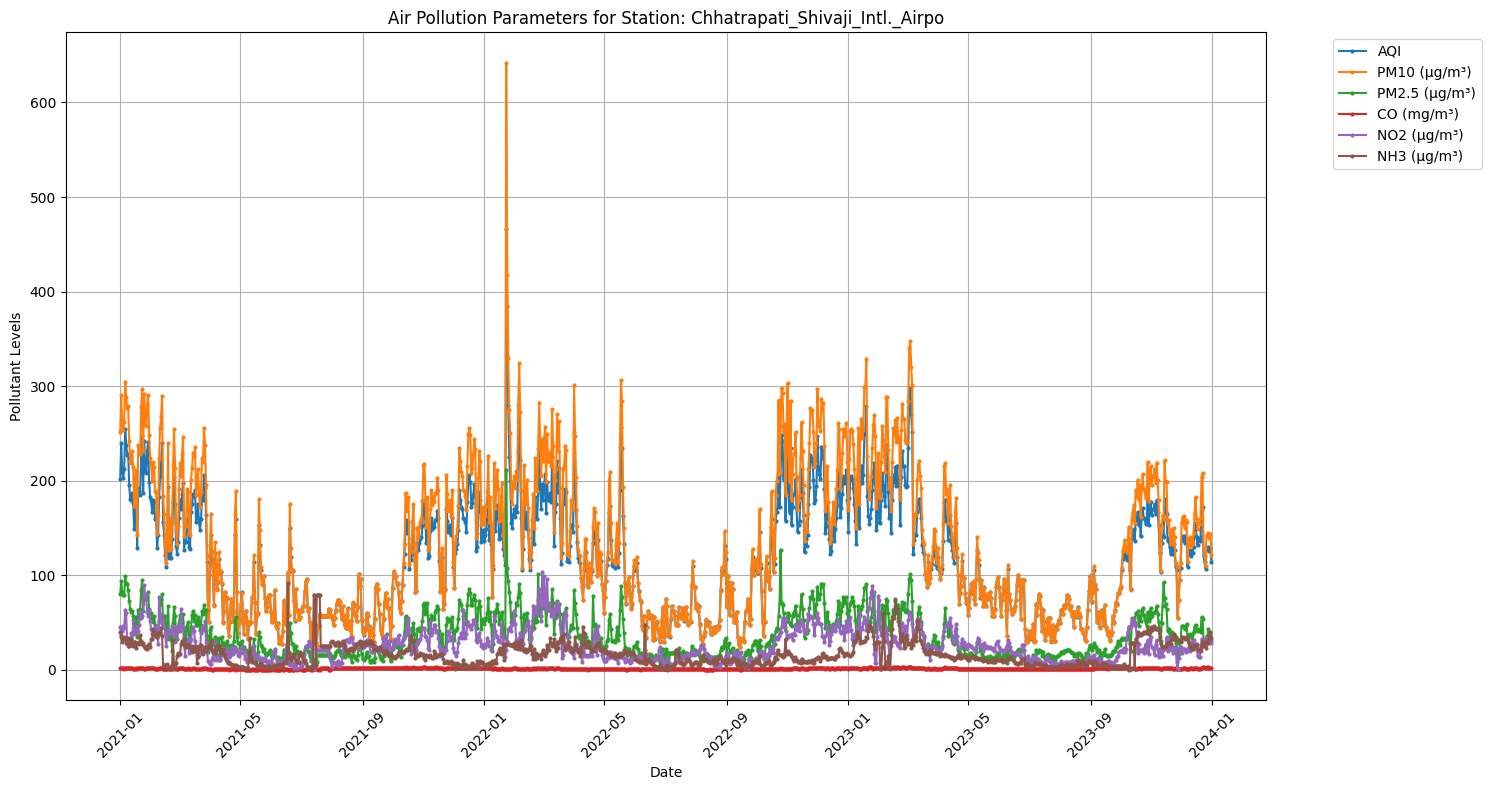 Air Pollution Parameters for Station: Chhatrapati_Shivaji_Intl._Airpo
AQI
PM10 (µg/m³)
PM2.5 (µg/m³)
CO (mg/m³)
NO2 (µg/m³)
NH3 (µg/m³)
Pollutant Levels
600
500
400
300
200
100
0
2021-01
2021-05
2021-09
2022-01
2022-05
2022-09
2023-01
2023-05
2023-09
2024-01
Date